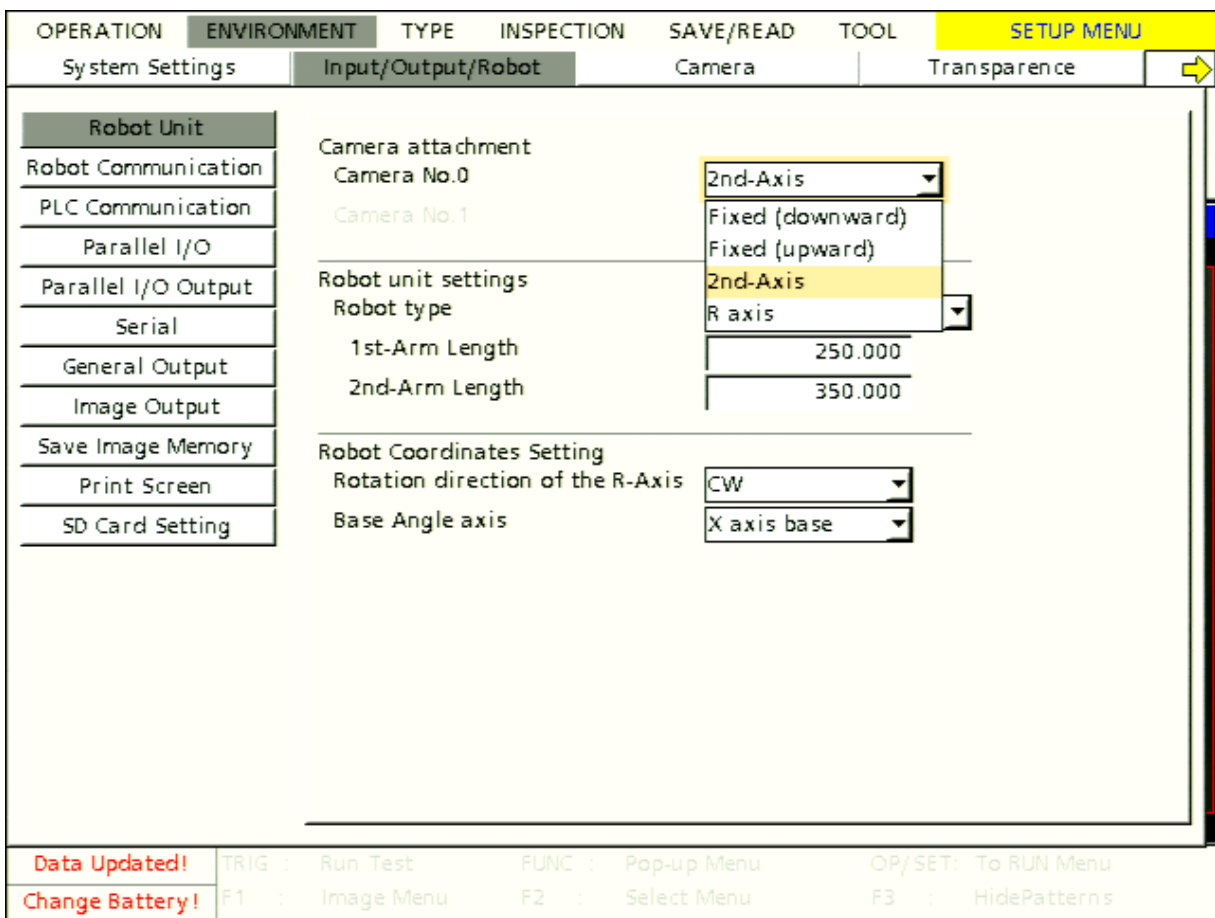 OPERATION ENVIRONMENT TYPE INSPECTION SAVE/READ TOOL SETUP MENU
System Settings Input/Output/Robot Camera Transparence
Robot Unit
Robot Communication
PLC Communication
Parallel I/O
Parallel I/O Output
Serial
General Output
Image Output
Save Image Memory
Print Screen
SD Card Setting
Camera attachment
Camera No.0 2nd-Axis
Camera No.1
Fixed (downward)
Fixed (upward)
2nd-Axis
R axis
Robot unit settings
Robot type
1st-Arm Length 250.000
2nd-Arm Length 350.000
Robot Coordinates Setting
Rotation direction of the R-Axis CW
Base Angle axis X axis base
Data Updated! TRIG : Run Test FUNC : Pop-up Menu OP/SET: To RUN Menu
Change Battery! F1 : Image Menu F2 : Select Menu F3 : HidePatterns